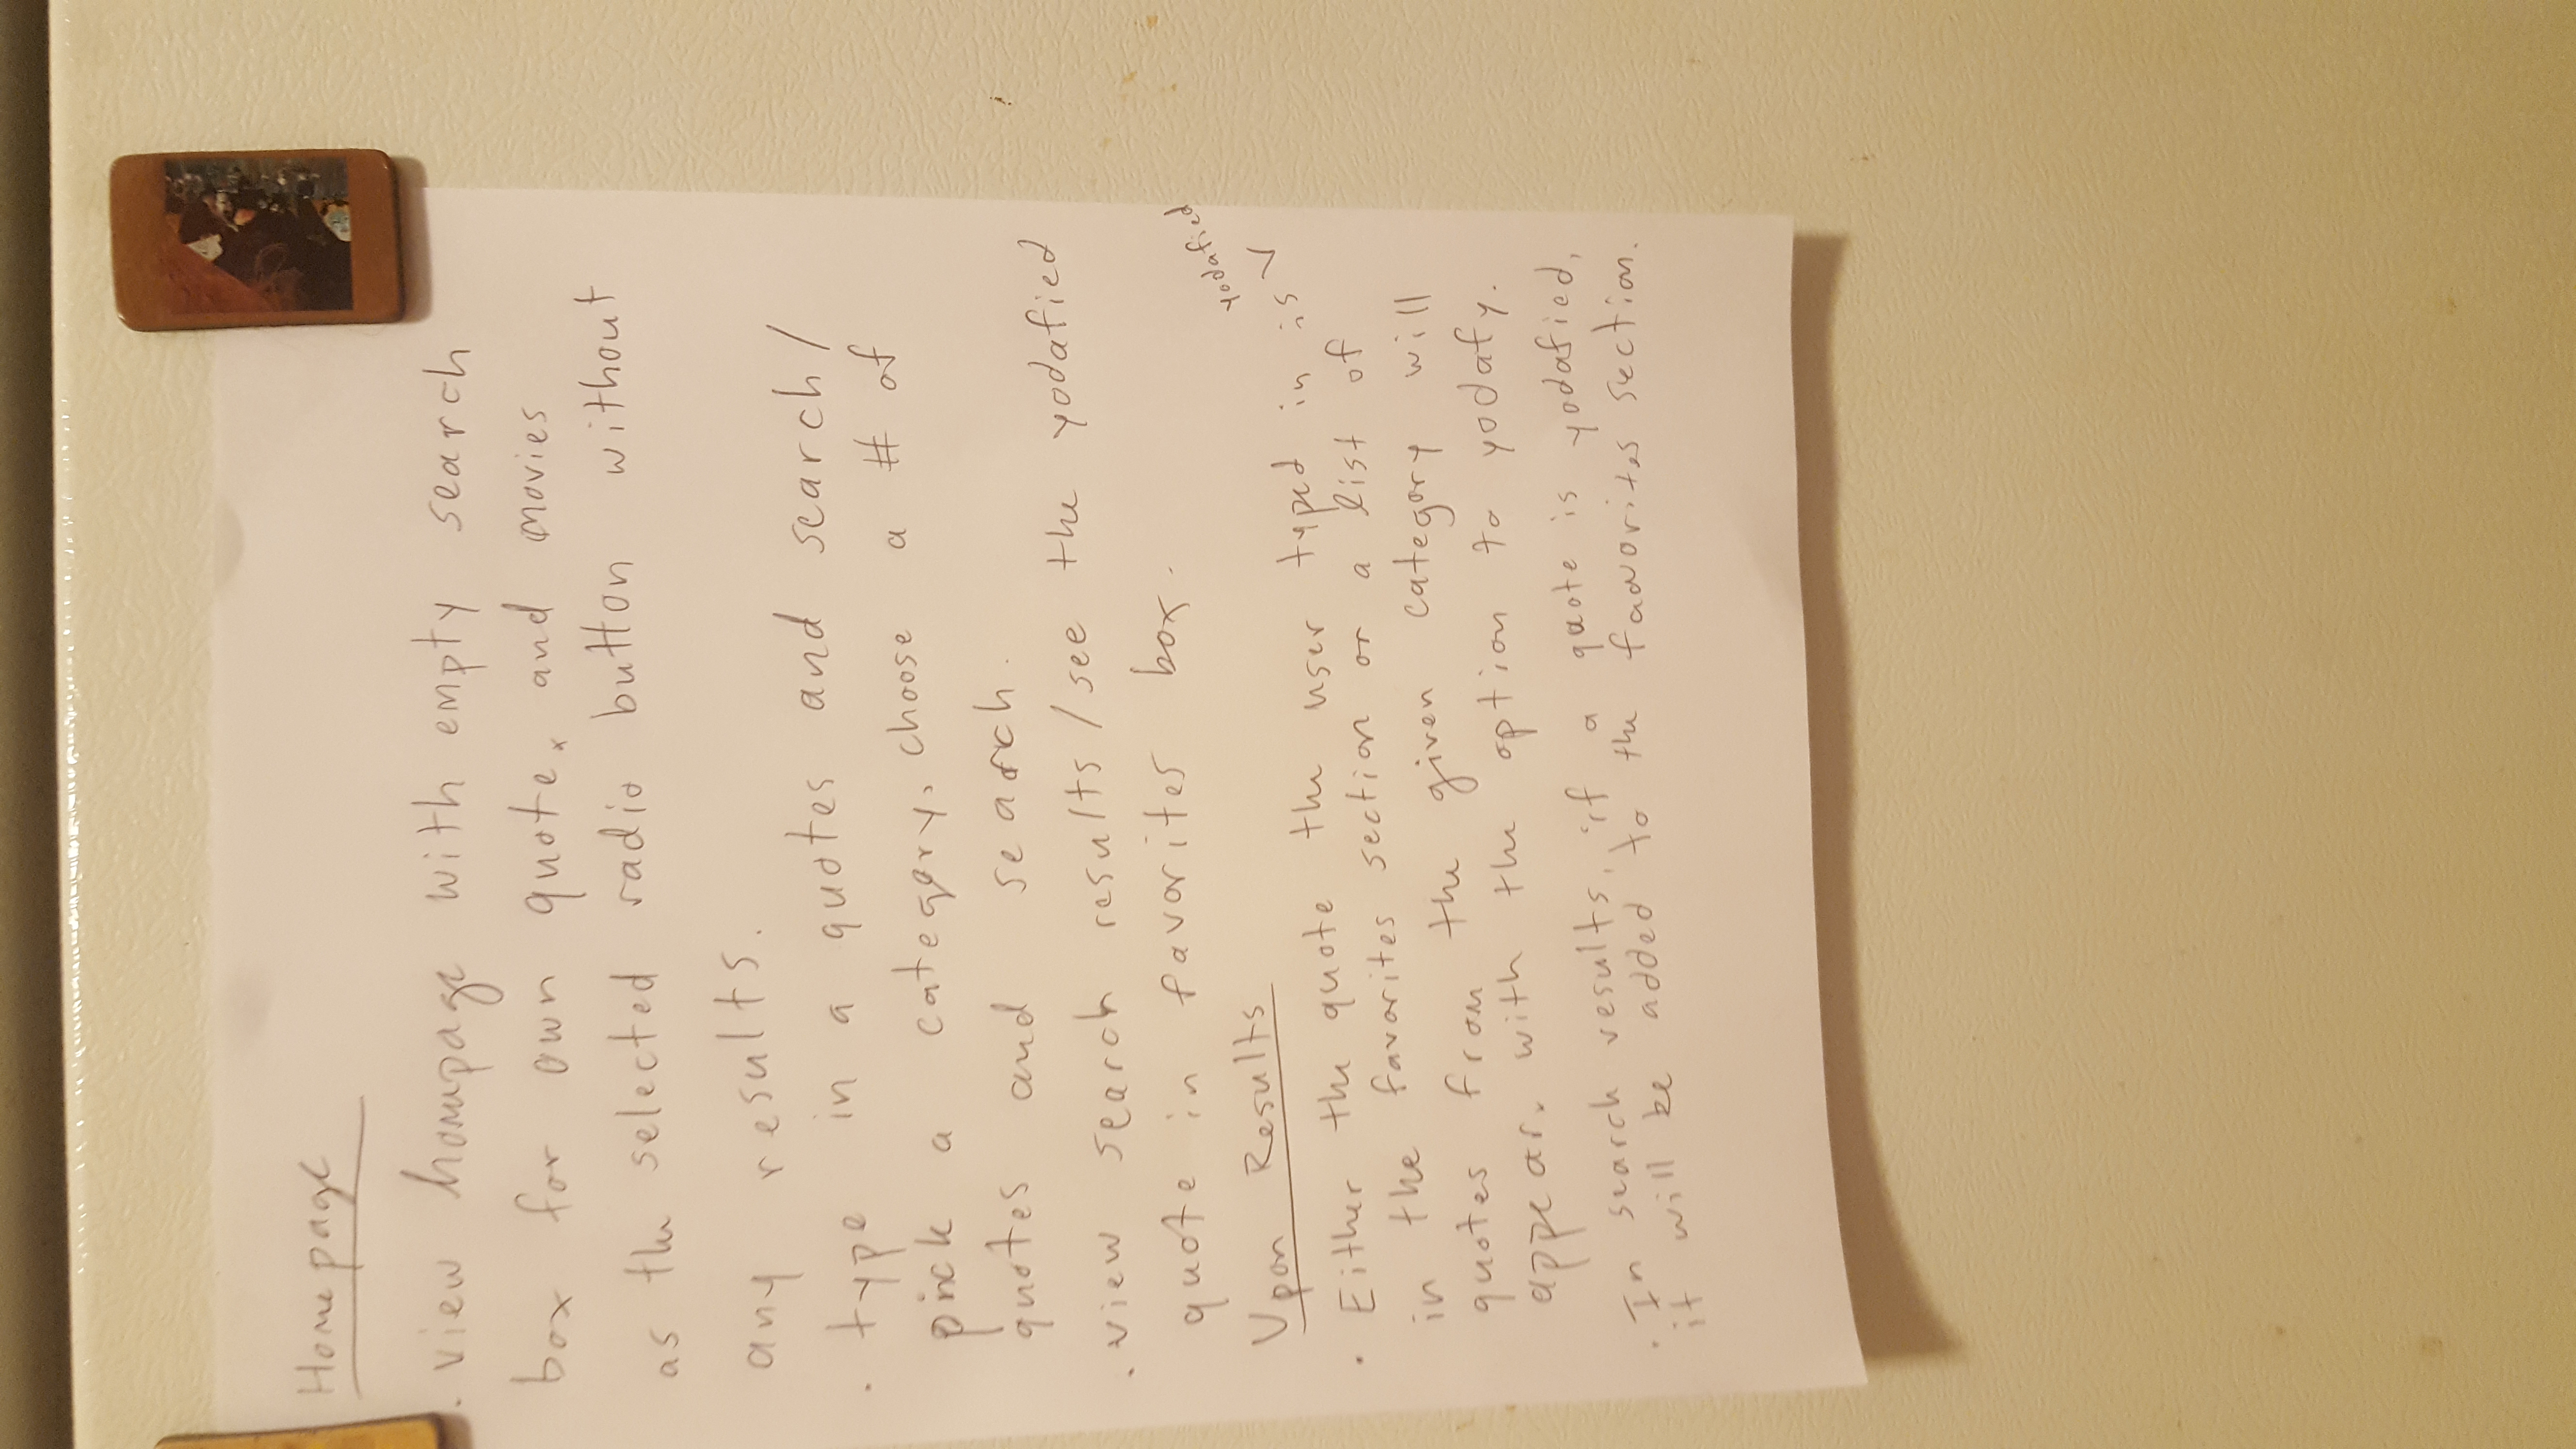 Homepage
. view homepage with empty search
box for own quote, and movies
as the selected radio button without
any results.
. type in a quotes and search/
pick a category, choose a # of
quotes and search.
. view search results / see the yodafied
quote in favorites box.
Upon Results
yodafied
. Either the quote the user typed in is V
in the favorites section or a list of
quotes from the given category will
appear, with the option to yodafy.
. In search results, if a quote is yodafied,
it will be added to the favorites section.